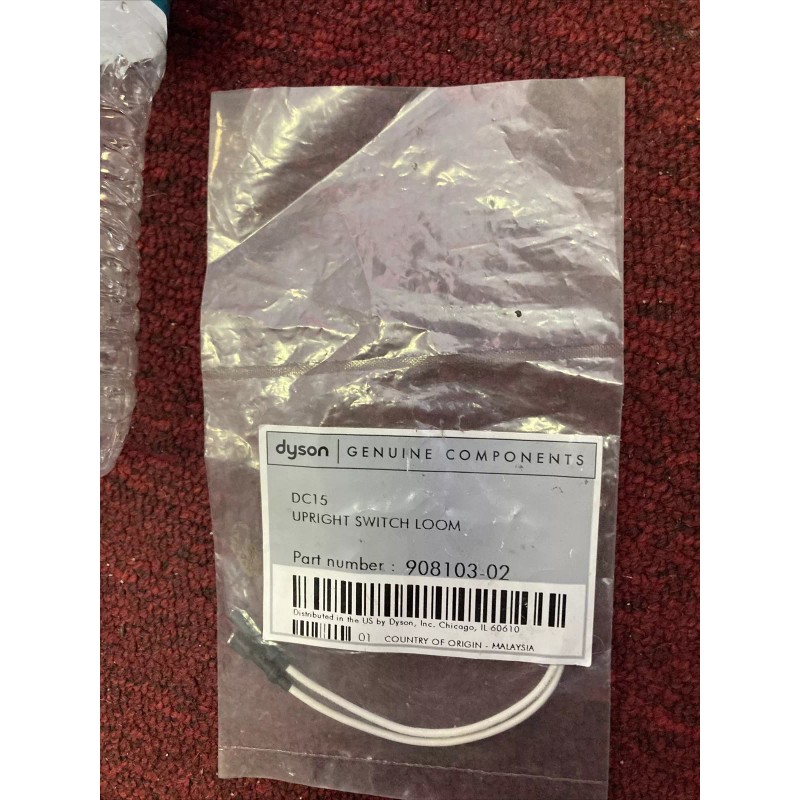 dyson | GENUINE COMPONENTS
DC15
UPRIGHT SWITCH LOOM
Part number : 908103-02
Distributed in the US by Dyson, Inc. Chicago, IL 60610
01 COUNTRY OF ORIGIN - MALAYSIA